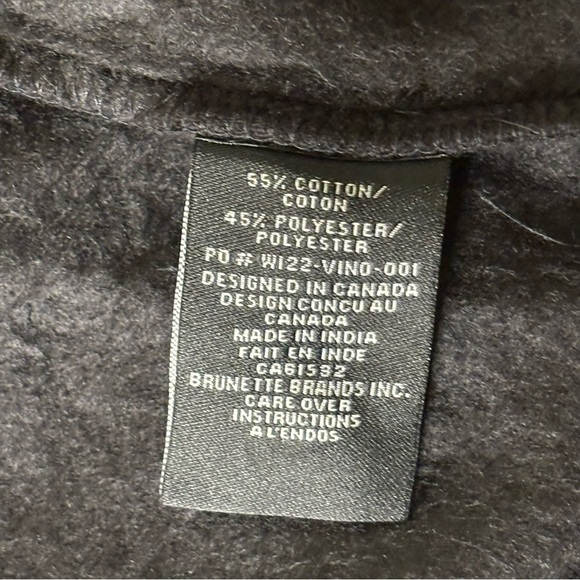 55% COTTON/
COTON
45% POLYESTER/
POLYESTER
PO # WI22-VINO-001
DESIGNED IN CANADA
DESIGN CONCU AU
CANADA
MADE IN INDIA
FAIT EN INDE
CA61592
BRUNETTE BRANDS INC.
CARE OVER
INSTRUCTIONS
A L'ENDOS